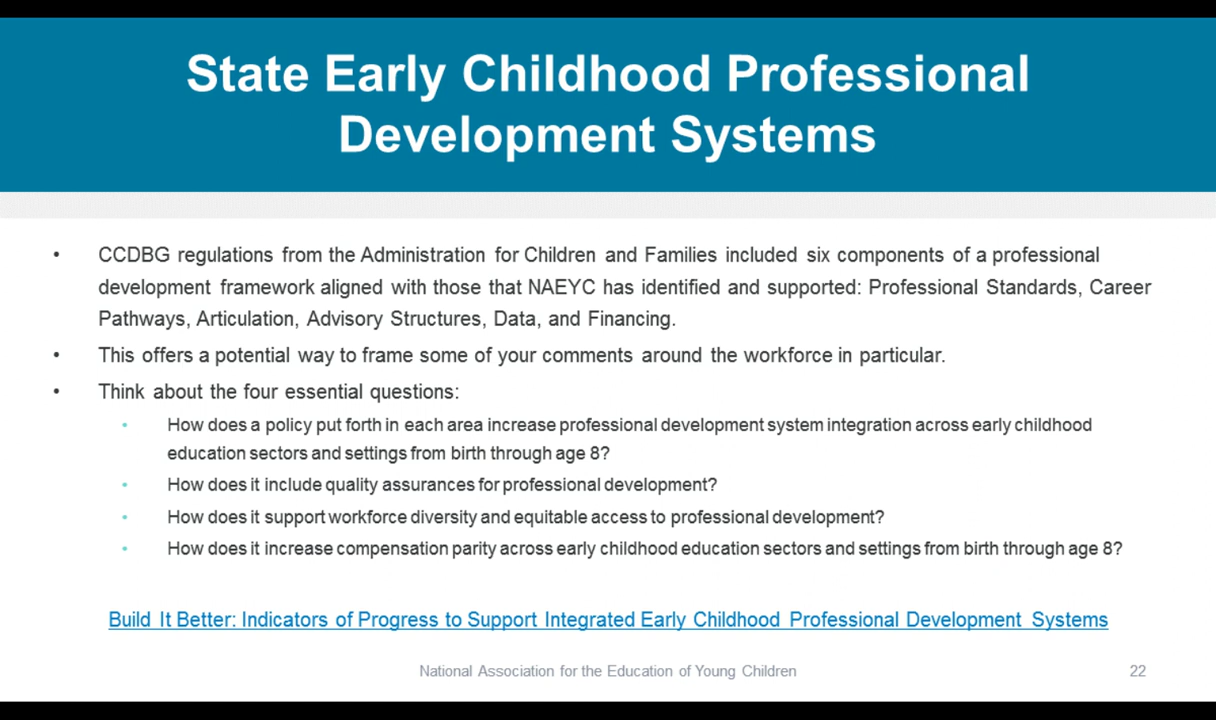 State Early Childhood Professional
Development Systems
• CCDBG regulations from the Administration for Children and Families included six components of a professional
development framework aligned with those that NAEYC has identified and supported: Professional Standards, Career
Pathways, Articulation, Advisory Structures, Data, and Financing.
• This offers a potential way to frame some of your comments around the workforce in particular.
• Think about the four essential questions:
• How does a policy put forth in each area increase professional development system integration across early childhood
education sectors and settings from birth through age 8?
• How does it include quality assurances for professional development?
• How does it support workforce diversity and equitable access to professional development?
• How does it increase compensation parity across early childhood education sectors and settings from birth through age 8?
Build It Better: Indicators of Progress to Support Integrated Early Childhood Professional Development Systems
National Association for the Education of Young Children
22